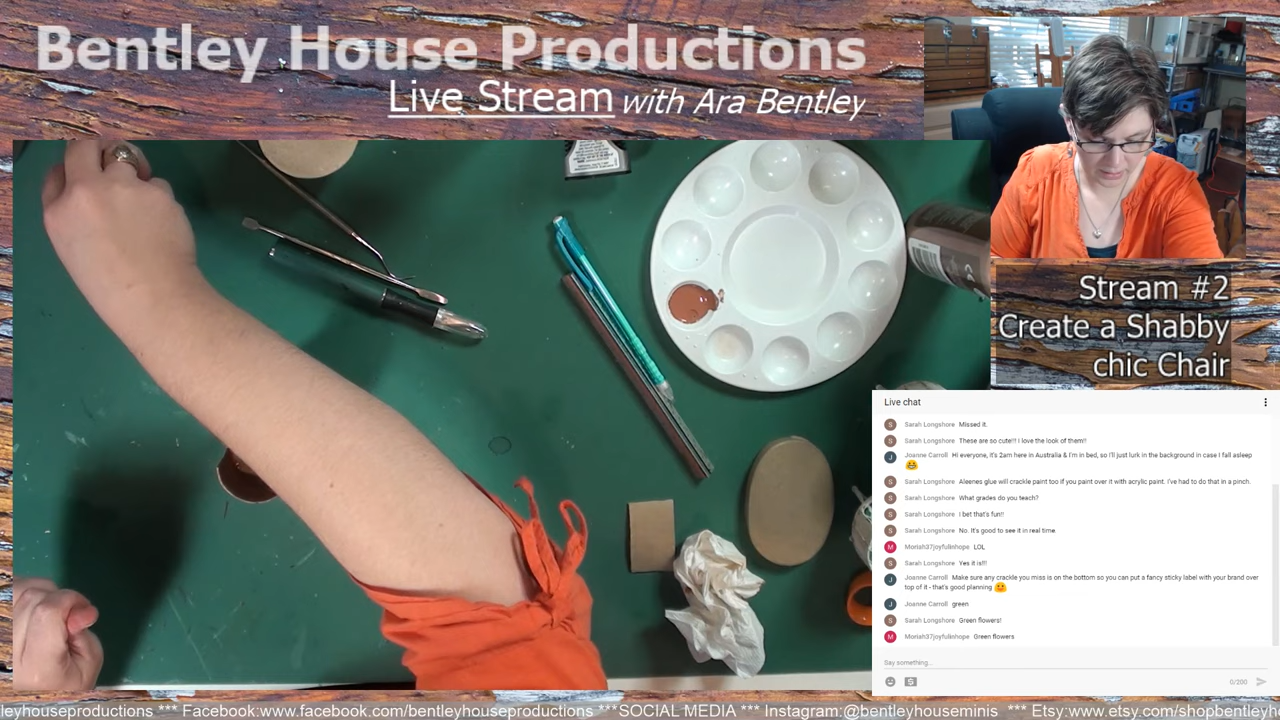 Bentley House Productions
Live Stream with Ara Bentley
Stream #2
Create a Shabby
chic Chair
Live chat
Sarah Longshore Missed it.
Sarah Longshore These are so cute!!! I love the look of them!!
Joanne Carroll Hi everyone, it's 2am here in Australia & I'm in bed, so I'll just lurk in the background in case I fall asleep
Sarah Longshore Aleenes glue will crackle paint too if you paint over it with acrylic paint. I've had to do that in a pinch.
Sarah Longshore What grades do you teach?
Sarah Longshore I bet that's fun!!
Sarah Longshore No. It's good to see it in real time.
Moriah37joyfulinhope LOL
Sarah Longshore Yes it is!!!
Joanne Carroll Make sure any crackle you miss is on the bottom so you can put a fancy sticky label with your brand over
top of it - that's good planning
Joanne Carroll green
Sarah Longshore Green flowers!
Moriah37joyfulinhope Green flowers
Say something...
0/200
leyhouseproductions *** Facebook:www.facebook.com/bentleyhouseproductions ***SOCIAL MEDIA *** Instagram:@bentleyhouseminis *** Etsy:www.etsy.com/shopbentleyh